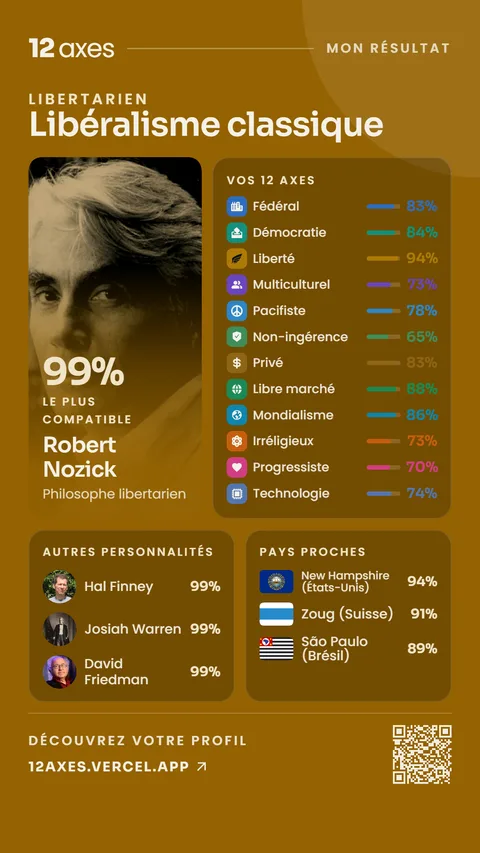 12 axes
MON RÉSULTAT
LIBERTARIEN
Libéralisme classique
99%
LE PLUS
COMPATIBLE
Robert
Nozick
Philosophe libertarien
VOS 12 AXES
Fédéral 83%
Démocratie 84%
Liberté 94%
Multiculturel 73%
Pacifiste 78%
Non-ingérence 65%
Privé 83%
Libre marché 88%
Mondialisme 86%
Irréligieux 73%
Progressiste 70%
Technologie 74%
AUTRES PERSONNALITÉS
Hal Finney 99%
Josiah Warren 99%
David
Friedman 99%
PAYS PROCHES
New Hampshire
(États-Unis) 94%
Zoug (Suisse) 91%
São Paulo
(Brésil) 89%
DÉCOUVREZ VOTRE PROFIL
12AXES.VERCEL.APP ↗